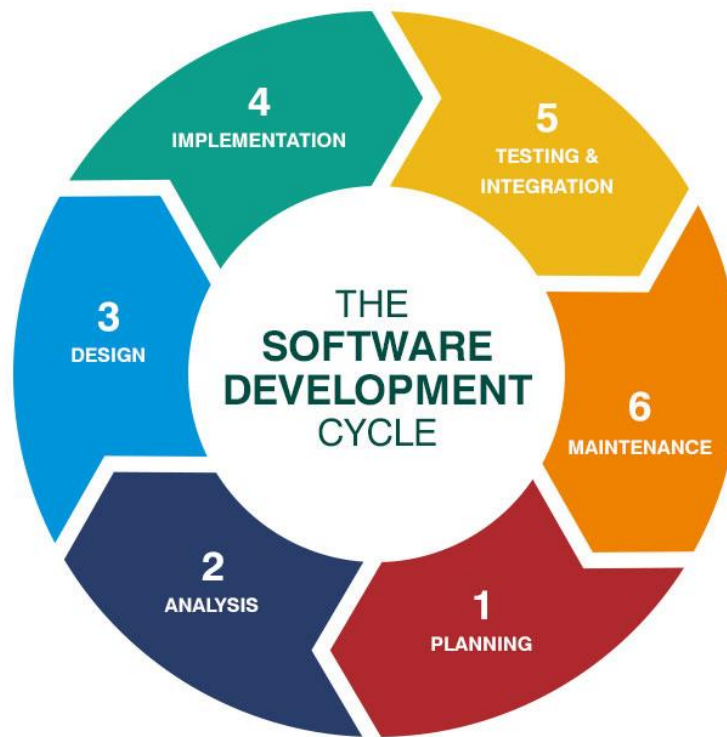 THE
SOFTWARE
DEVELOPMENT
CYCLE
1
PLANNING
2
ANALYSIS
3
DESIGN
4
IMPLEMENTATION
5
TESTING &
INTEGRATION
6
MAINTENANCE